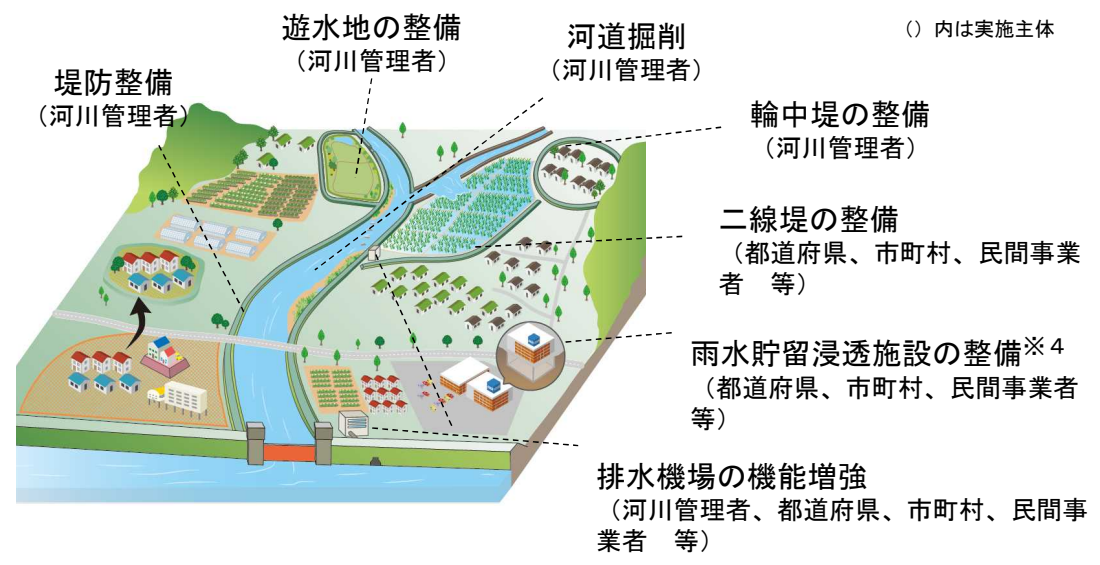 () 内は実施主体
遊水地の整備
（河川管理者）
河道掘削
（河川管理者）
堤防整備
（河川管理者）
輪中堤の整備
（河川管理者）
二線堤の整備
（都道府県、市町村、民間事業
者　等）
雨水貯留浸透施設の整備※４
（都道府県、市町村、民間事業者
等）
排水機場の機能増強
（河川管理者、都道府県、市町村、民間事
業者　等）